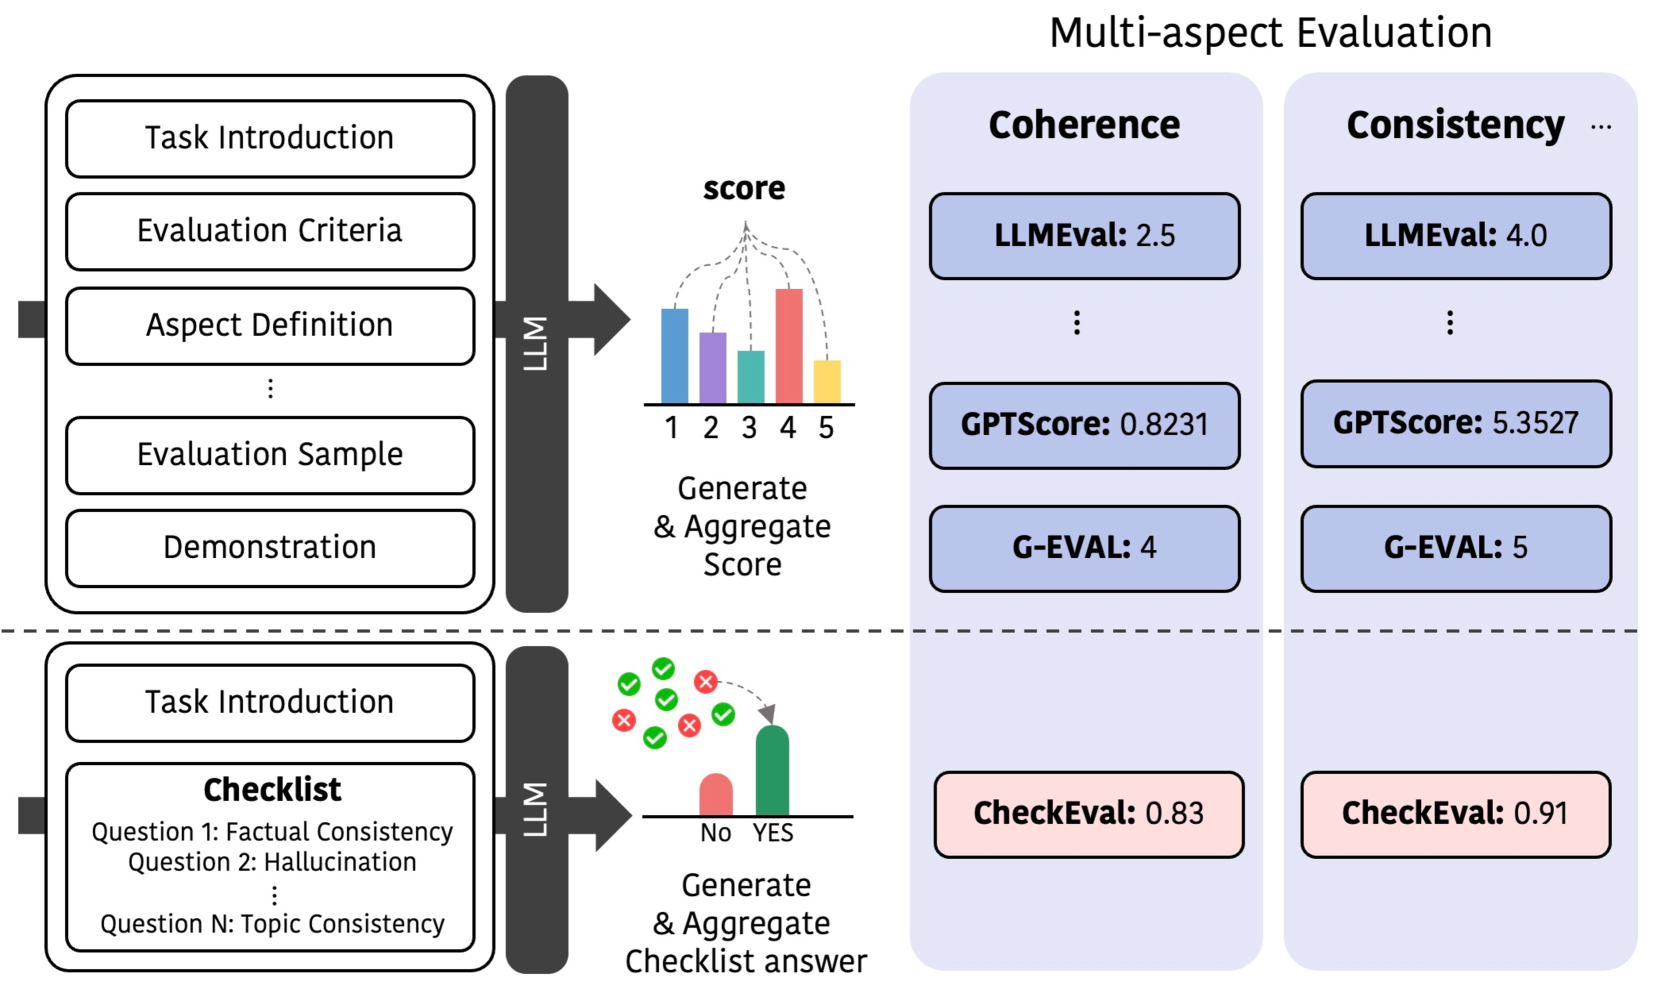 Multi-aspect Evaluation
Task Introduction
Evaluation Criteria
Aspect Definition
⋮
Evaluation Sample
Demonstration
LLM
score
1 2 3 4 5
Generate
& Aggregate
Score
Coherence
LLMEval: 2.5
⋮
GPTScore: 0.8231
G-EVAL: 4
Consistency ...
LLMEval: 4.0
⋮
GPTScore: 5.3527
G-EVAL: 5
Task Introduction
Checklist
Question 1: Factual Consistency
Question 2: Hallucination
⋮
Question N: Topic Consistency
LLM
No YES
Generate
& Aggregate
Checklist answer
CheckEval: 0.83
CheckEval: 0.91